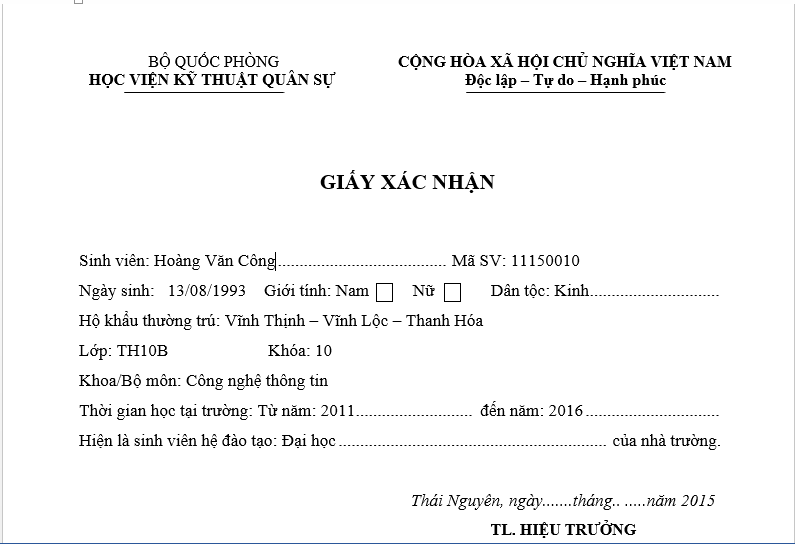 BỘ QUỐC PHÒNG
HỌC VIỆN KỸ THUẬT QUÂN SỰ
CỘNG HÒA XÃ HỘI CHỦ NGHĨA VIỆT NAM
Độc lập – Tự do – Hạnh phúc
GIẤY XÁC NHẬN
Sinh viên: Hoàng Văn Công....................................... Mã SV: 11150010
Ngày sinh: 13/08/1993 Giới tính: Nam Nữ Dân tộc: Kinh..............................
Hộ khẩu thường trú: Vĩnh Thịnh – Vĩnh Lộc – Thanh Hóa
Lớp: TH10B Khóa: 10
Khoa/Bộ môn: Công nghệ thông tin
Thời gian học tại trường: Từ năm: 2011........................... đến năm: 2016...............................
Hiện là sinh viên hệ đào tạo: Đại học.............................................................. của nhà trường.
Thái Nguyên, ngày.......tháng.. .....năm 2015
TL. HIỆU TRƯỞNG